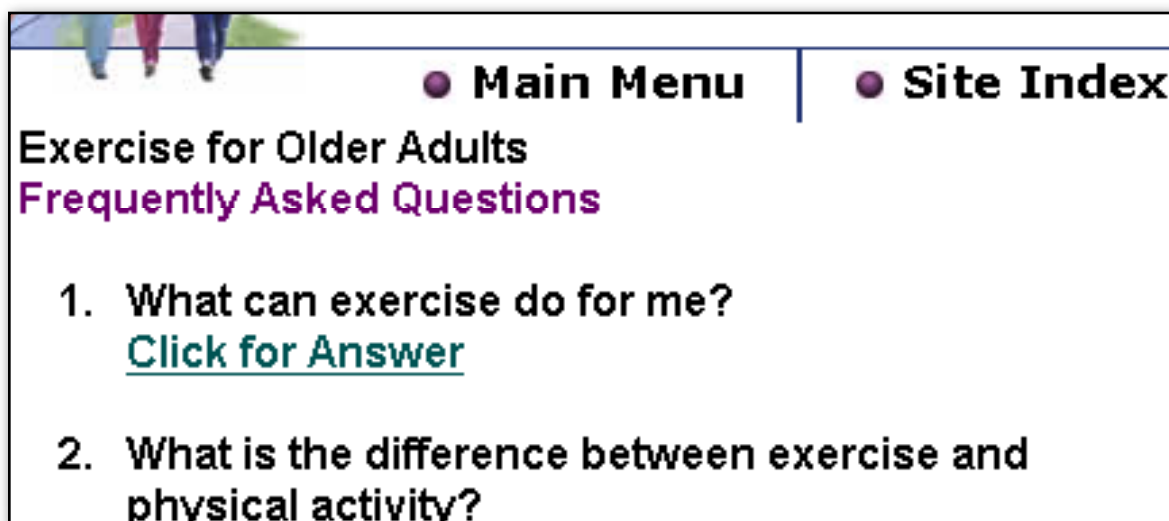 Main Menu
Site Index
Exercise for Older Adults
Frequently Asked Questions
1. What can exercise do for me?
Click for Answer
2. What is the difference between exercise and
physical activity?